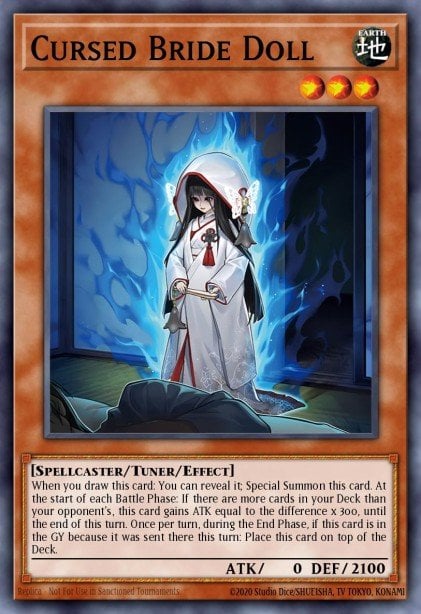 CURSED BRIDE DOLL
EARTH
地
[SPELLCASTER/TUNER/EFFECT]
When you draw this card: You can reveal it; Special Summon this card. At
the start of each Battle Phase: If there are more cards in your Deck than
your opponent's, this card gains ATK equal to the difference x 300, until
the end of this turn. Once per turn, during the End Phase, if this card is in
the GY because it was sent there this turn: Place this card on top of the
Deck.
ATK/ 0 DEF/2100
Replica - Not For Use in Sanctioned Tournaments
©2020 Studio Dice/SHUEISHA, TV TOKYO, KONAMI